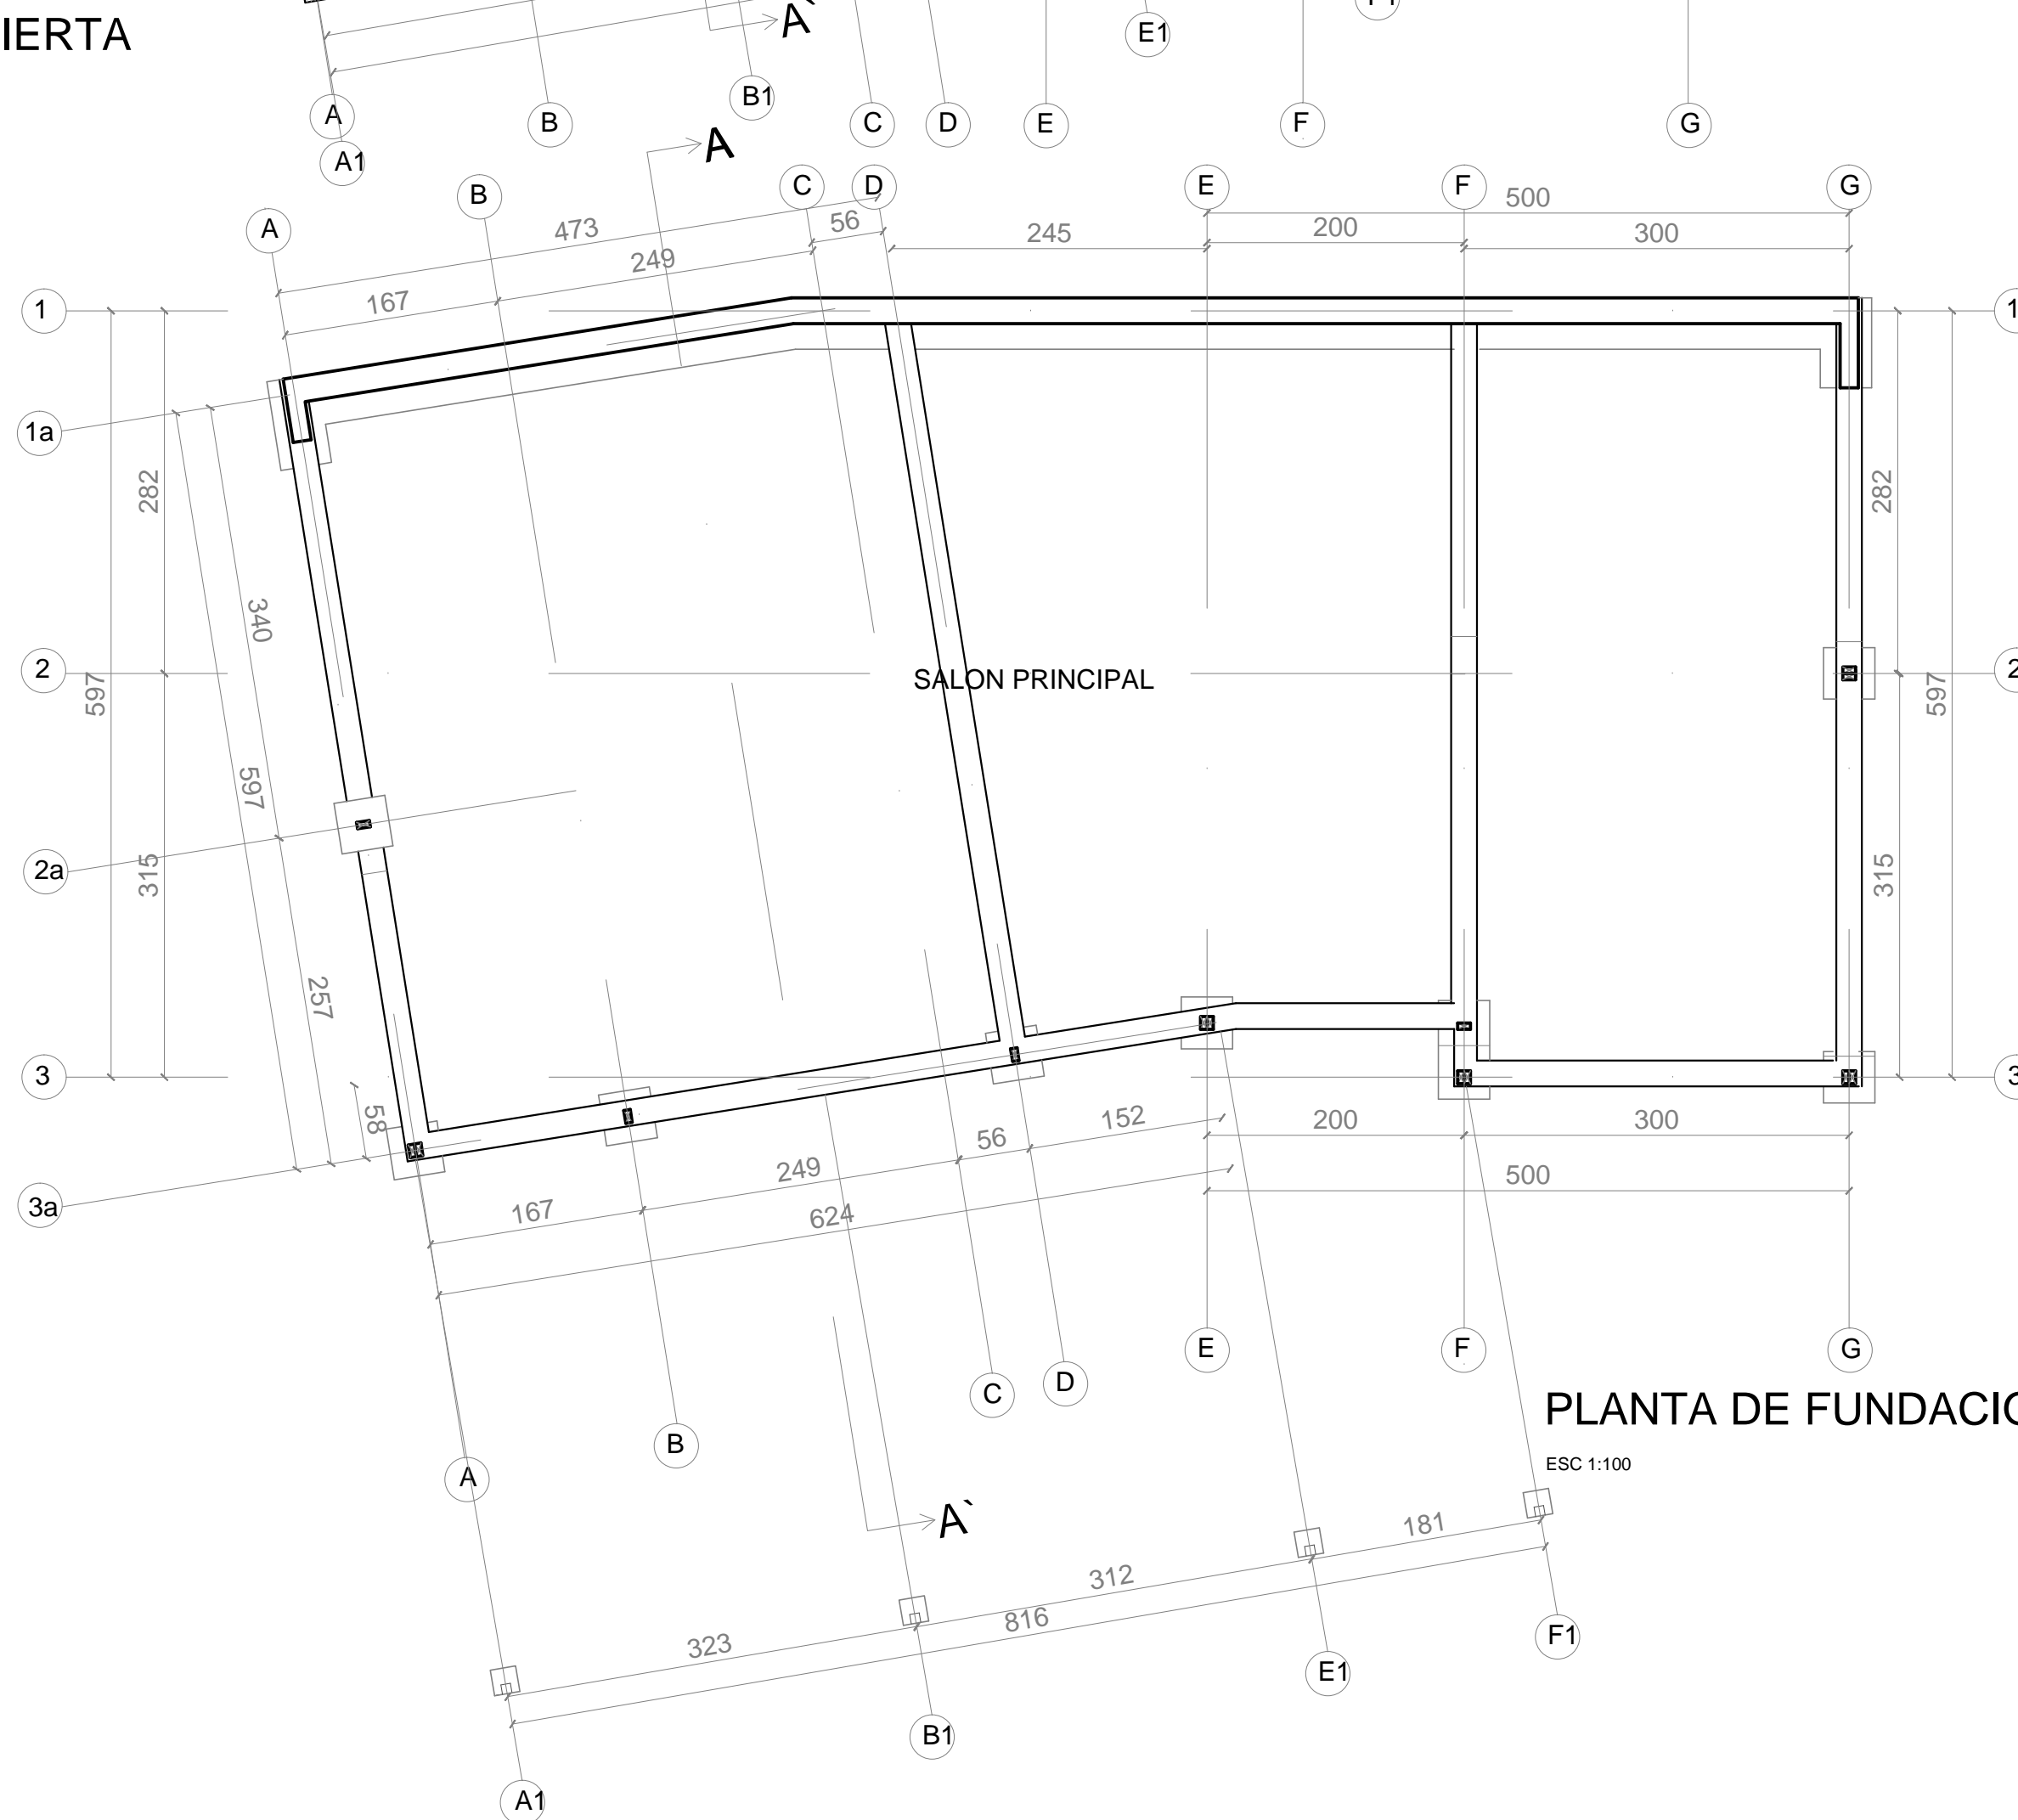 IERTA
A`
E1
A
B
B1
C
D
E
F
G
A1
A
B
C
D
E
F
G
A
473
56
500
245
200
300
249
167
1
1
1a
282
282
340
2
SALON PRINCIPAL
2
597
597
597
2a
315
315
257
3
3
58
152
56
200
300
249
500
3a
167
624
E
F
G
C
D
PLANTA DE FUNDACIO
B
ESC 1:100
A
A`
181
312
816
323
F1
E1
B1
A1